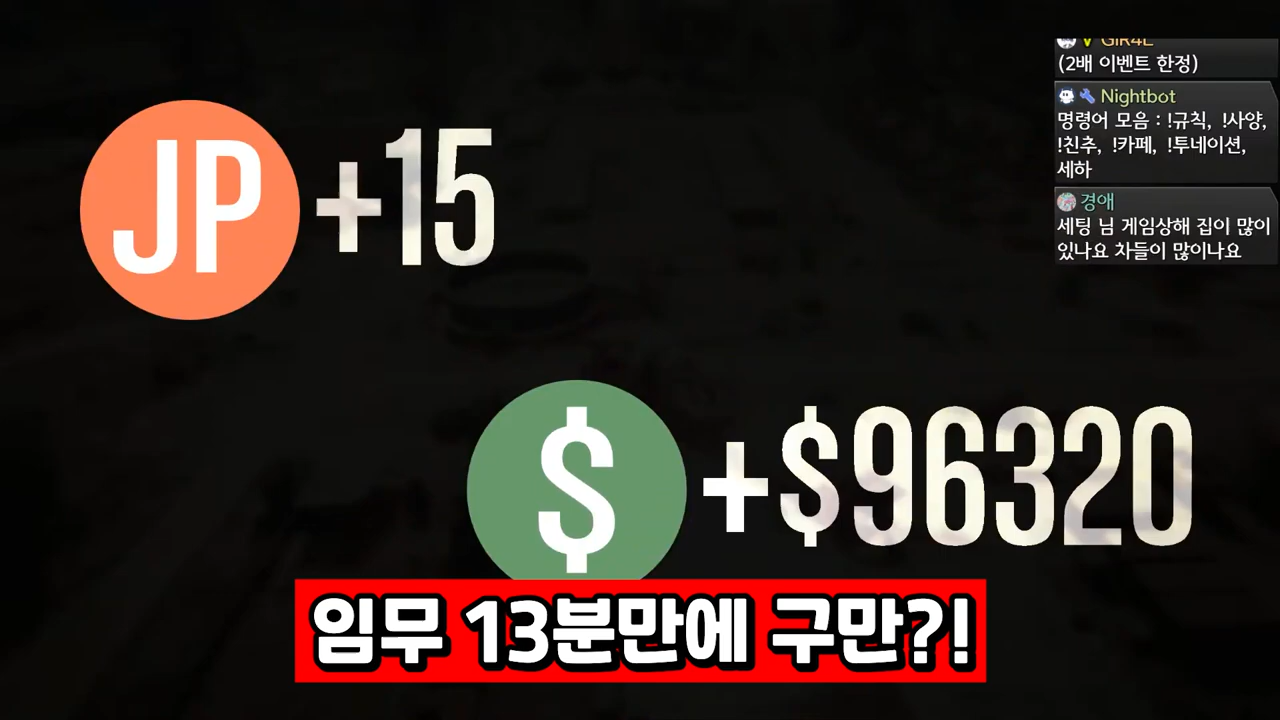 JP +15
$ +$96320
임무 13분만에 구만?!
GIR4E
(2배 이벤트 한정)
Nightbot
명령어 모음 : !규칙, !사양,
!친추, !카페, !투네이션,
세하
경애
세팅 님 게임상해 집이 많이
있나요 차들이 많이나요